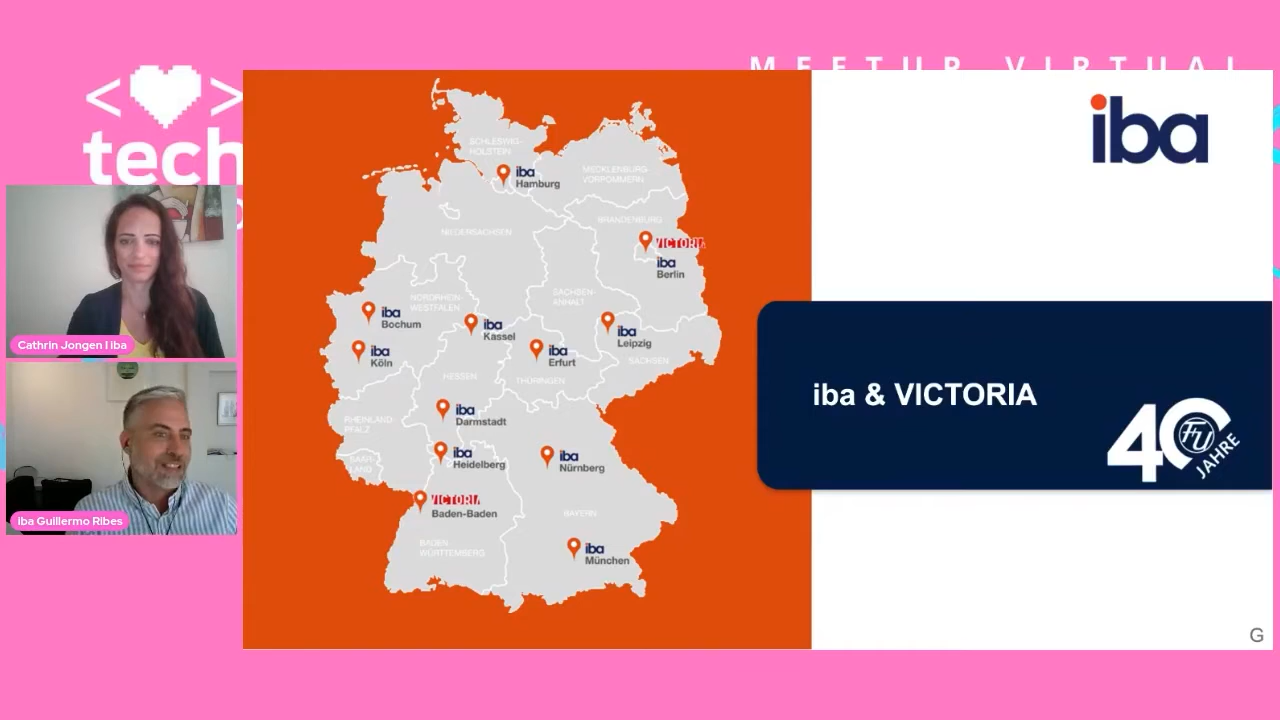 MEETUP VIRTUAL
< >
tech
Cathrin Jongen I iba
iba Guillermo Ribes
SCHLESWIG-
HOLSTEIN
iba
Hamburg
MECKLENBURG-
VORPOMMERN
BRANDENBURG
NIEDERSACHSEN
VICTORIA
iba
Berlin
SACHSEN-
ANHALT
NORDRHEIN-
WESTFALEN
iba
Bochum
iba
Kassel
iba
Leipzig
iba
Köln
iba
Erfurt
SACHSEN
HESSEN
THÜRINGEN
iba
Darmstadt
RHEINLAND-
PFALZ
iba
Heidelberg
iba
Nürnberg
SAAR-
LAND
VICTORIA
Baden-Baden
BAYERN
BADEN-
WÜRTTEMBERG
iba
München
iba
iba & VICTORIA
40
FU
JAHRE
G